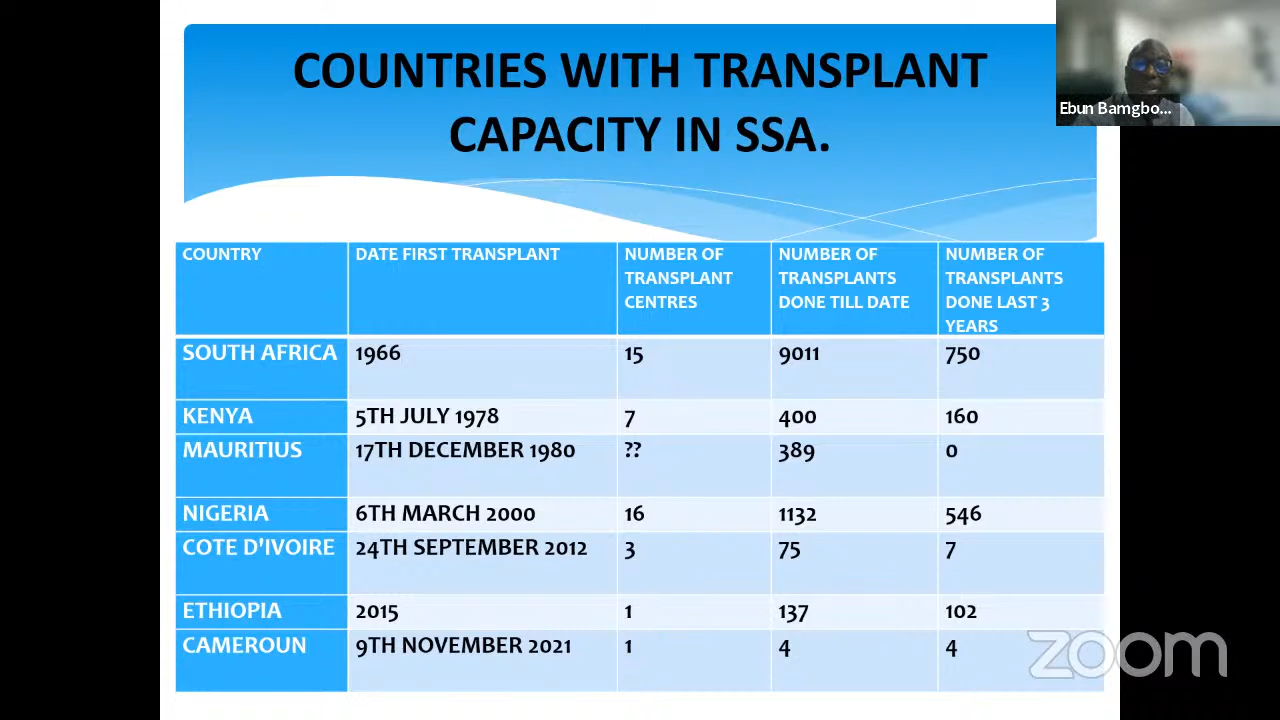 COUNTRIES WITH TRANSPLANT
CAPACITY IN SSA.
Ebun Bamgbo...
COUNTRY
DATE FIRST TRANSPLANT
NUMBER OF
TRANSPLANT
CENTRES
NUMBER OF
TRANSPLANTS
DONE TILL DATE
NUMBER OF
TRANSPLANTS
DONE LAST 3
YEARS
SOUTH AFRICA 1966 15 9011 750
KENYA 5TH JULY 1978 7 400 160
MAURITIUS 17TH DECEMBER 1980 ?? 389 0
NIGERIA 6TH MARCH 2000 16 1132 546
COTE D'IVOIRE 24TH SEPTEMBER 2012 3 75 7
ETHIOPIA 2015 1 137 102
CAMEROUN 9TH NOVEMBER 2021 1 4 4
zoom